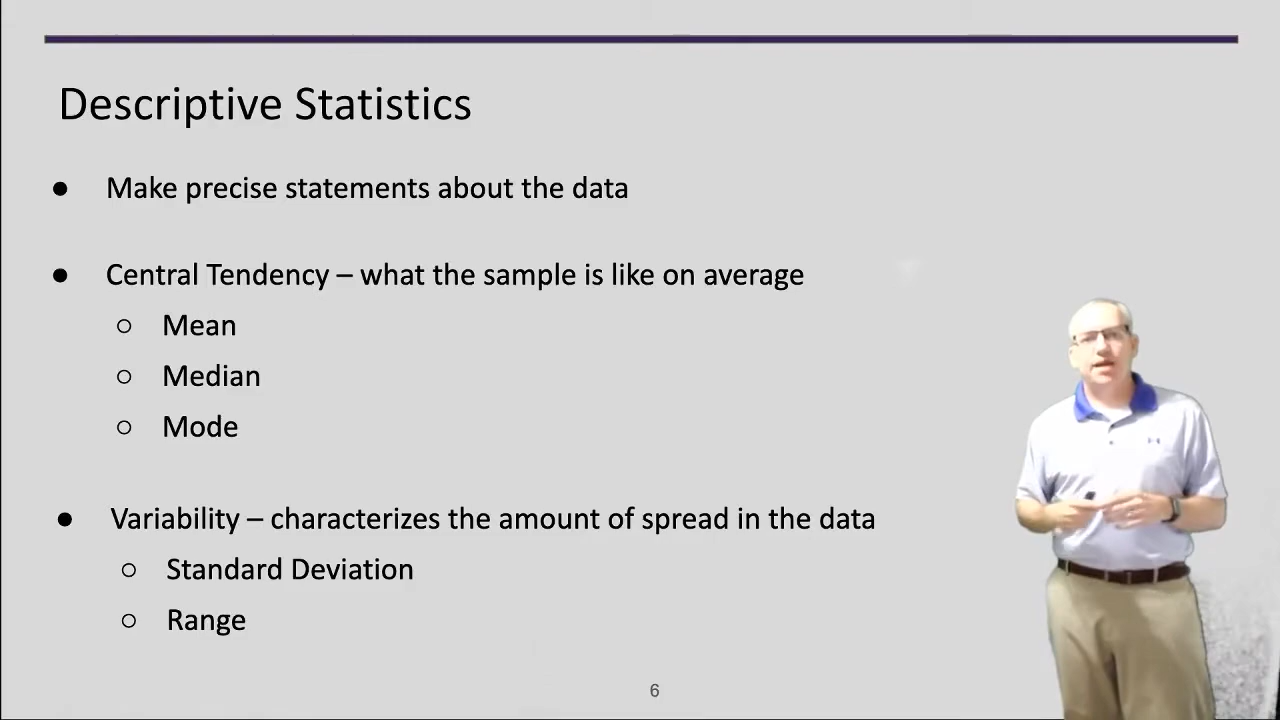 Descriptive Statistics
● Make precise statements about the data
● Central Tendency – what the sample is like on average
○ Mean
○ Median
○ Mode
● Variability – characterizes the amount of spread in the data
○ Standard Deviation
○ Range
6